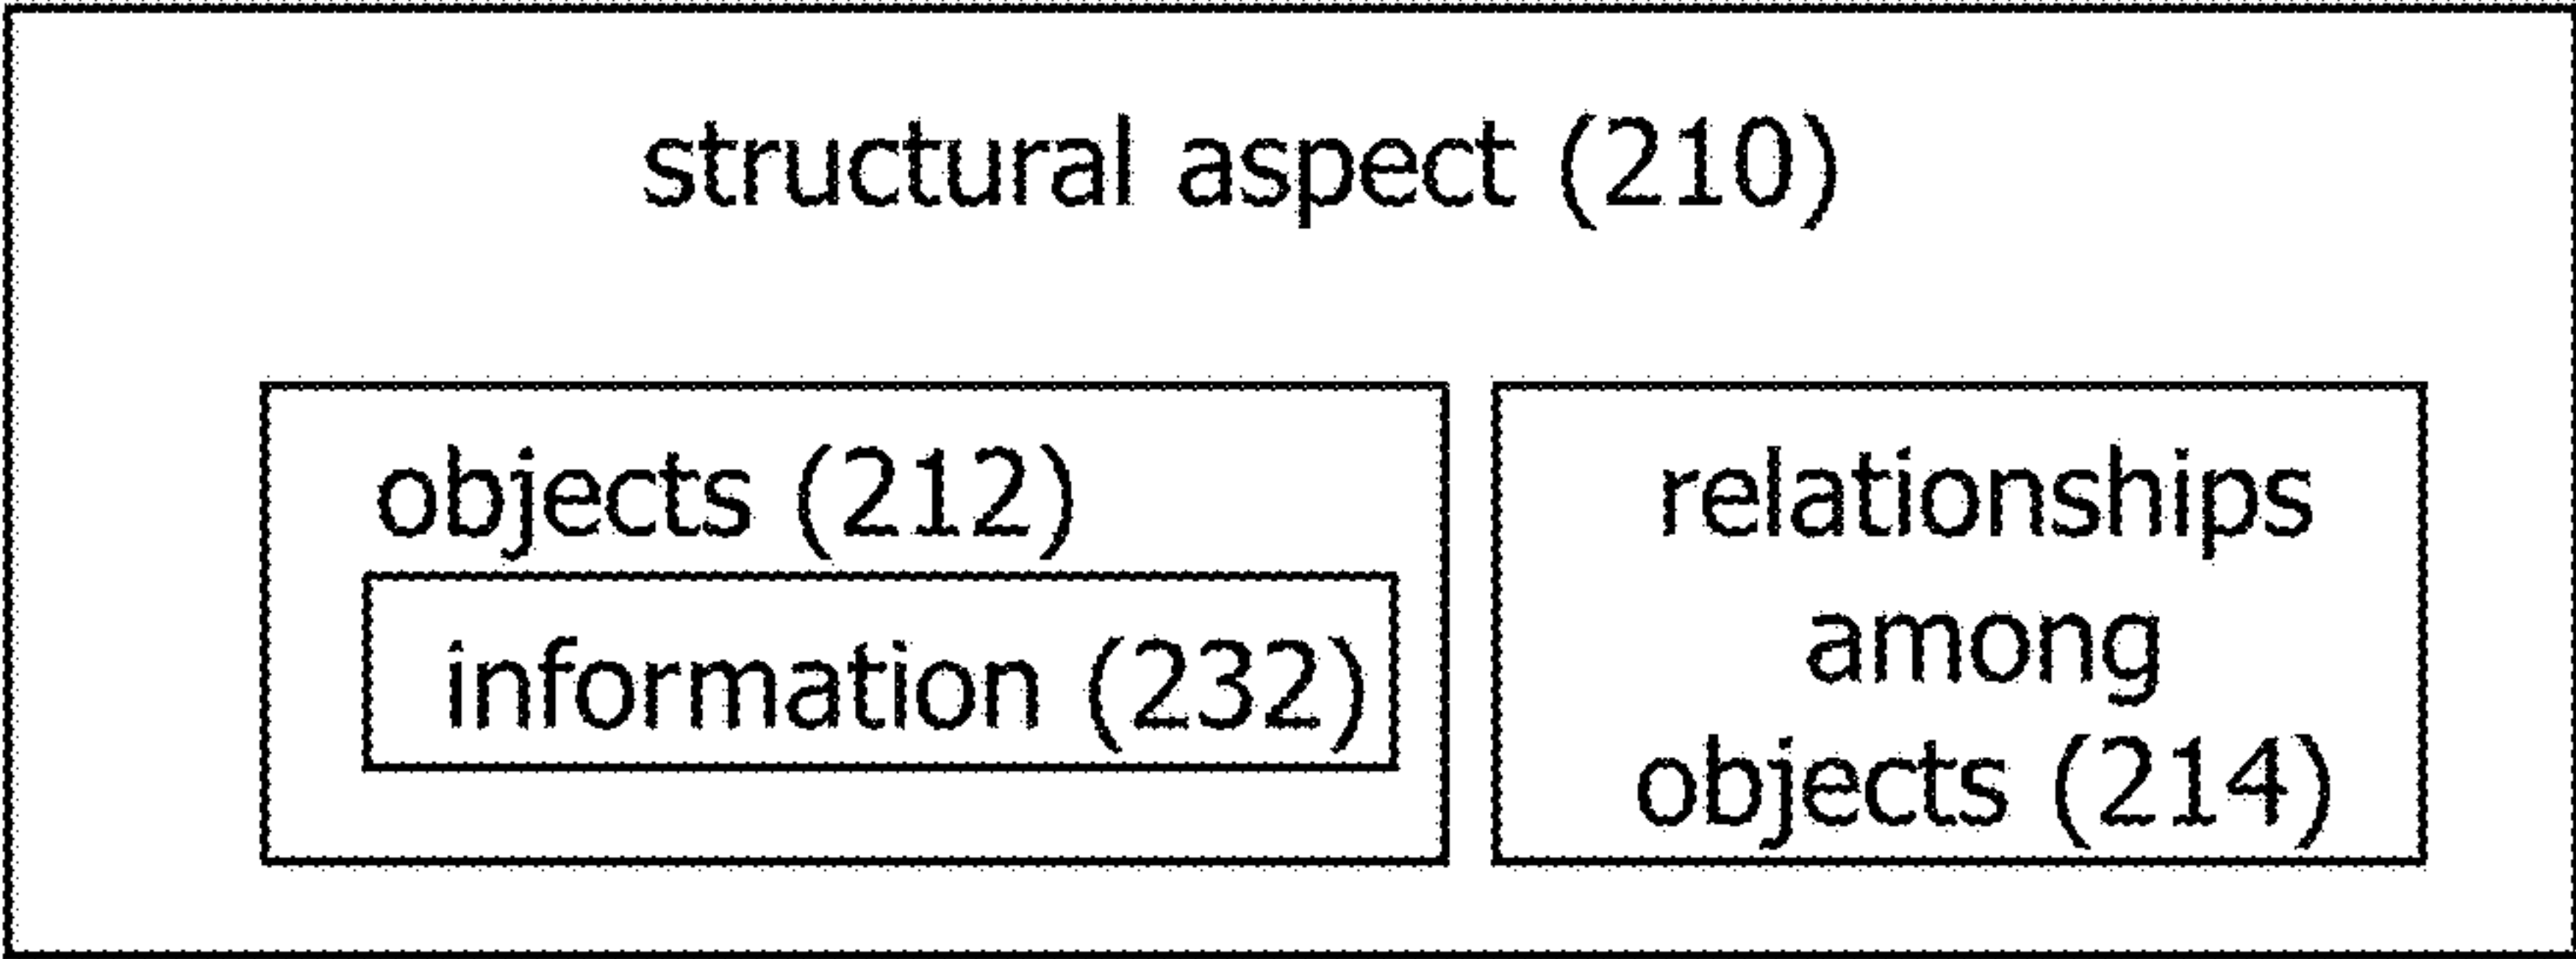 structural aspect (210)
objects (212)
information (232)
relationships
among
objects (214)